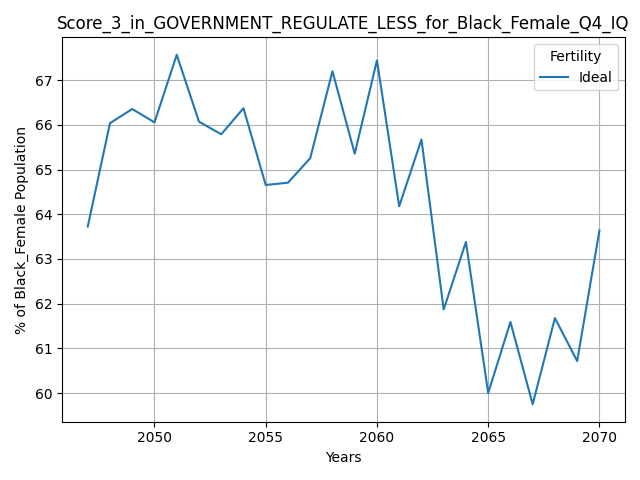 Score_3_in_GOVERNMENT_REGULATE_LESS_for_Black_Female_Q4_IQ
Fertility
Ideal
% of Black_Female Population
67
66
65
64
63
62
61
60
2050
2055
2060
2065
2070
Years